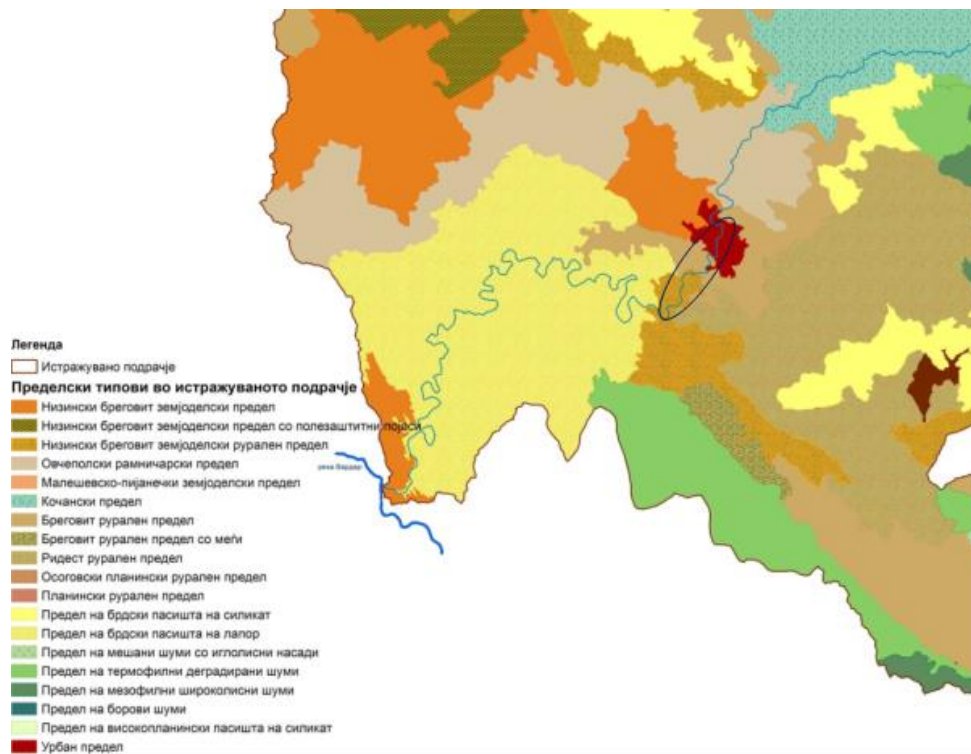 Легенда
Истражувано подрачје
Пределски типови во истражуваното подрачје
Низински бреговит земјоделски предел
Низински бреговит земјоделски предел со полезаштитни појаси
Низински бреговит земјоделски рурален предел
Овчеполски рамничарски предел
река Вардар
Малешевско-пијанечки земјоделски предел
Кочански предел
Бреговит рурален предел
Бреговит рурален предел со меѓи
Ридест рурален предел
Осоговски планински рурален предел
Планински рурален предел
Предел на брдски пасишта на силикат
Предел на брдски пасишта на лапор
Предел на мешани шуми со иглолисни насади
Предел на термофилни деградирани шуми
Предел на мезофилни широколисни шуми
Предел на борови шуми
Предел на високопланински пасишта на силикат
Урбан предел